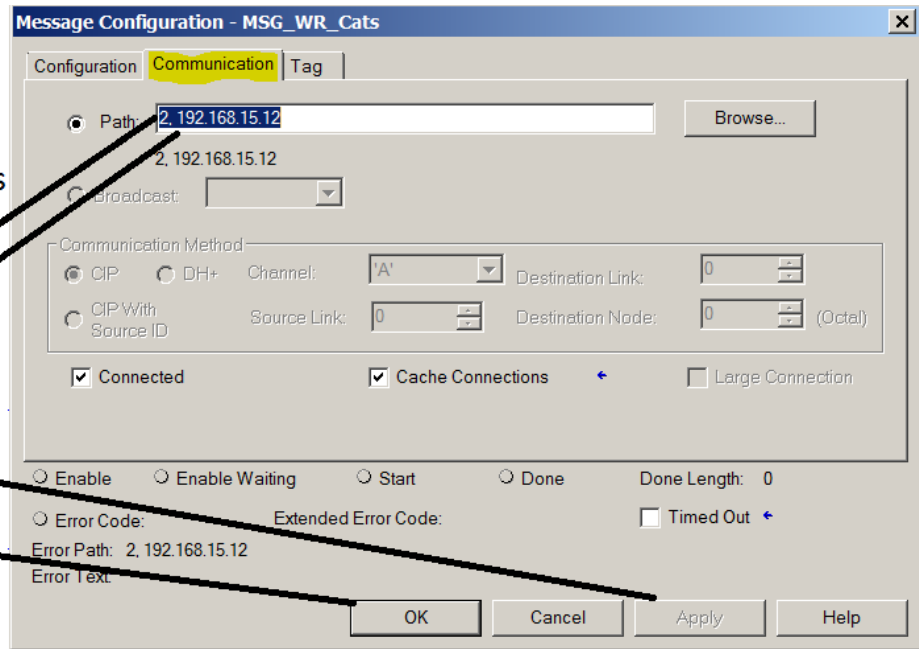 Message Configuration - MSG_WR_Cats
Configuration Communication Tag
Path: 2, 192.168.15.12 Browse...
2, 192.168.15.12
s
Broadcast:
Communication Method
CIP DH+ Channel: 'A' Destination Link: 0
CIP With Source ID Source Link: 0 Destination Node: 0 (Octal)
Connected Cache Connections Large Connection
Enable Enable Waiting Start Done Done Length: 0
Error Code: Extended Error Code: Timed Out
Error Path: 2, 192.168.15.12
Error Text:
OK Cancel Apply Help